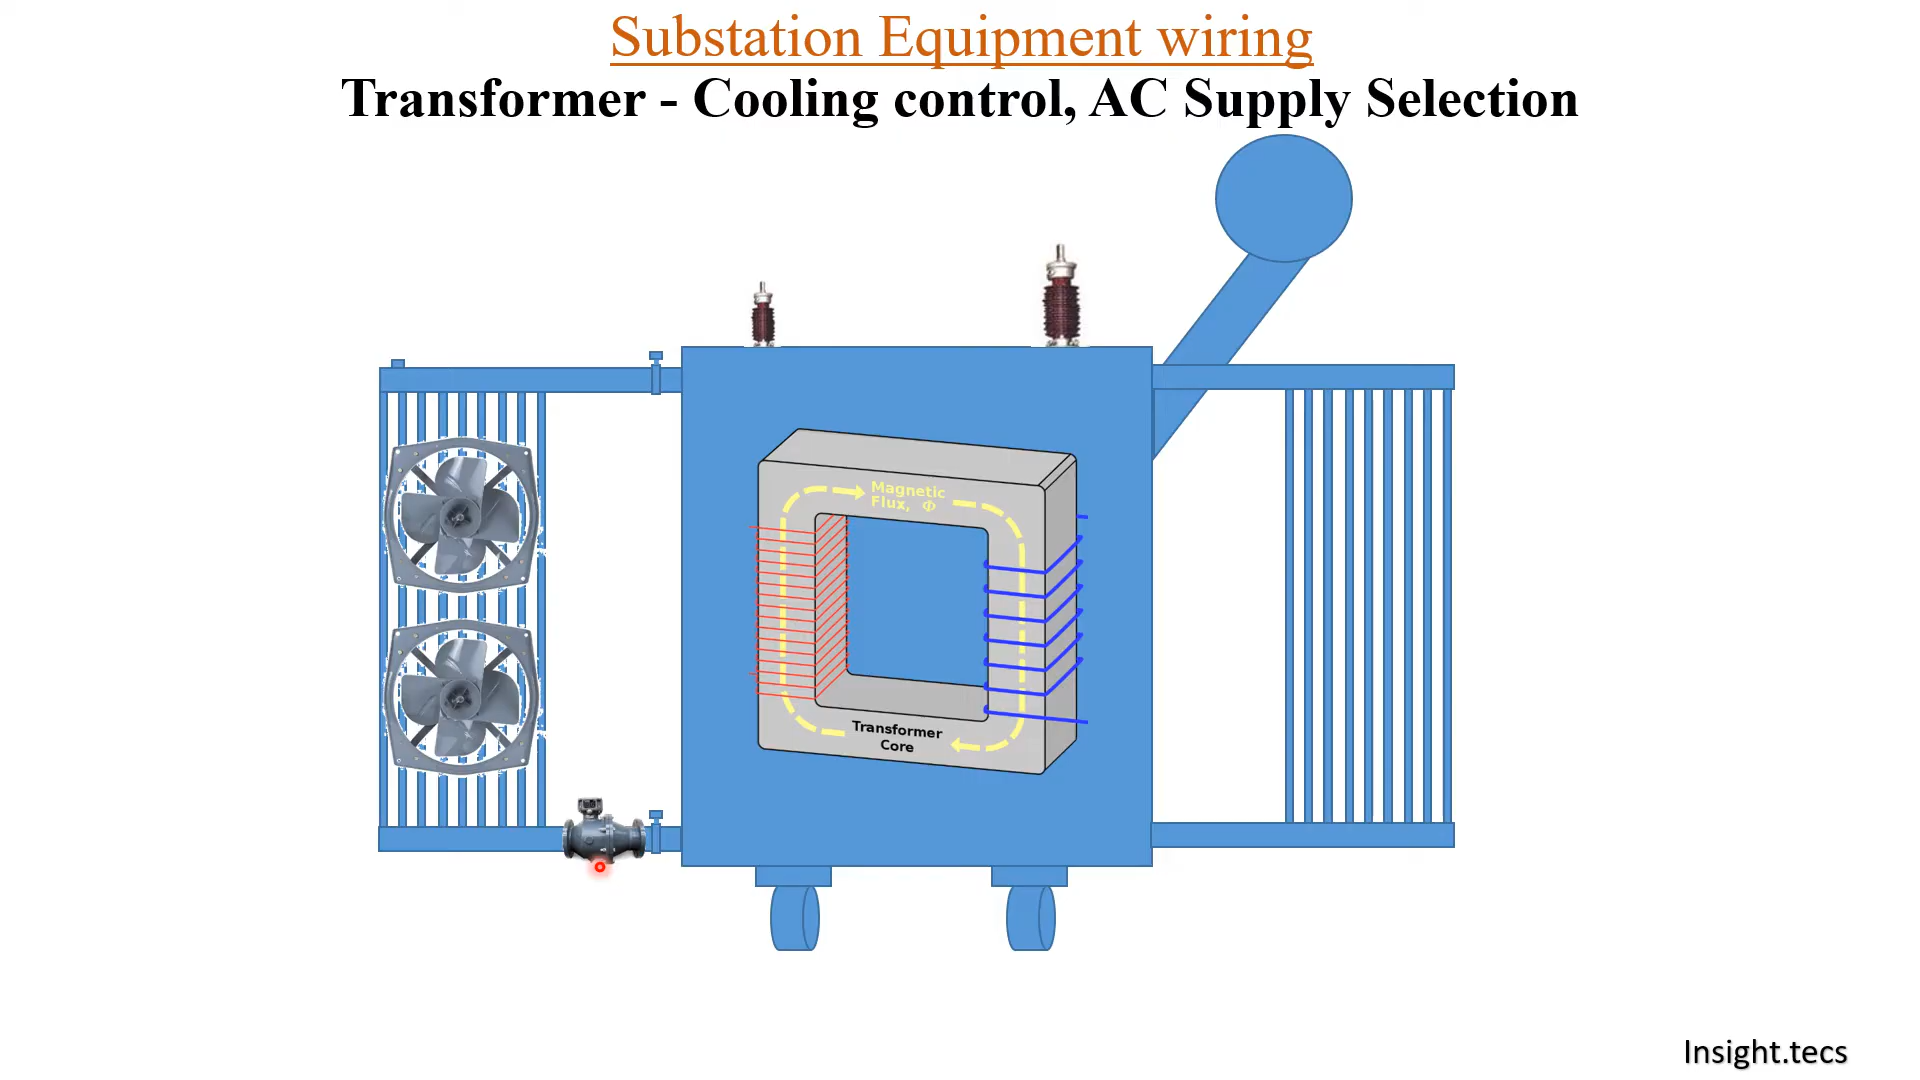 Substation Equipment wiring
Transformer - Cooling control, AC Supply Selection
Magnetic
Flux, Φ
Transformer
Core
Insight.tecs